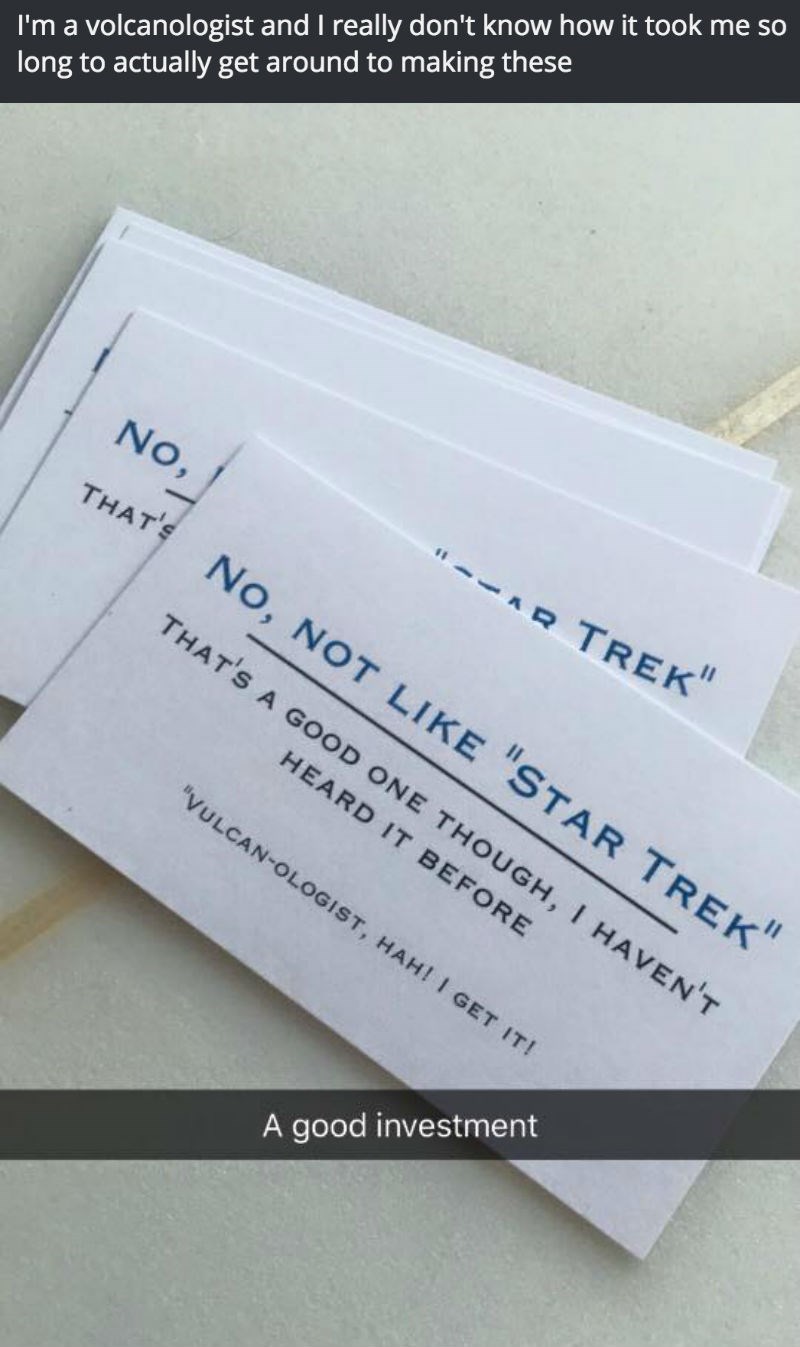 I'm a volcanologist and I really don't know how it took me so
long to actually get around to making these
No,
THAT'S
"STAR TREK"
No, NOT LIKE "STAR TREK"
THAT'S A GOOD ONE THOUGH, I HAVEN'T
HEARD IT BEFORE
"VULCAN-OLOGIST, HAH! I GET IT!
A good investment